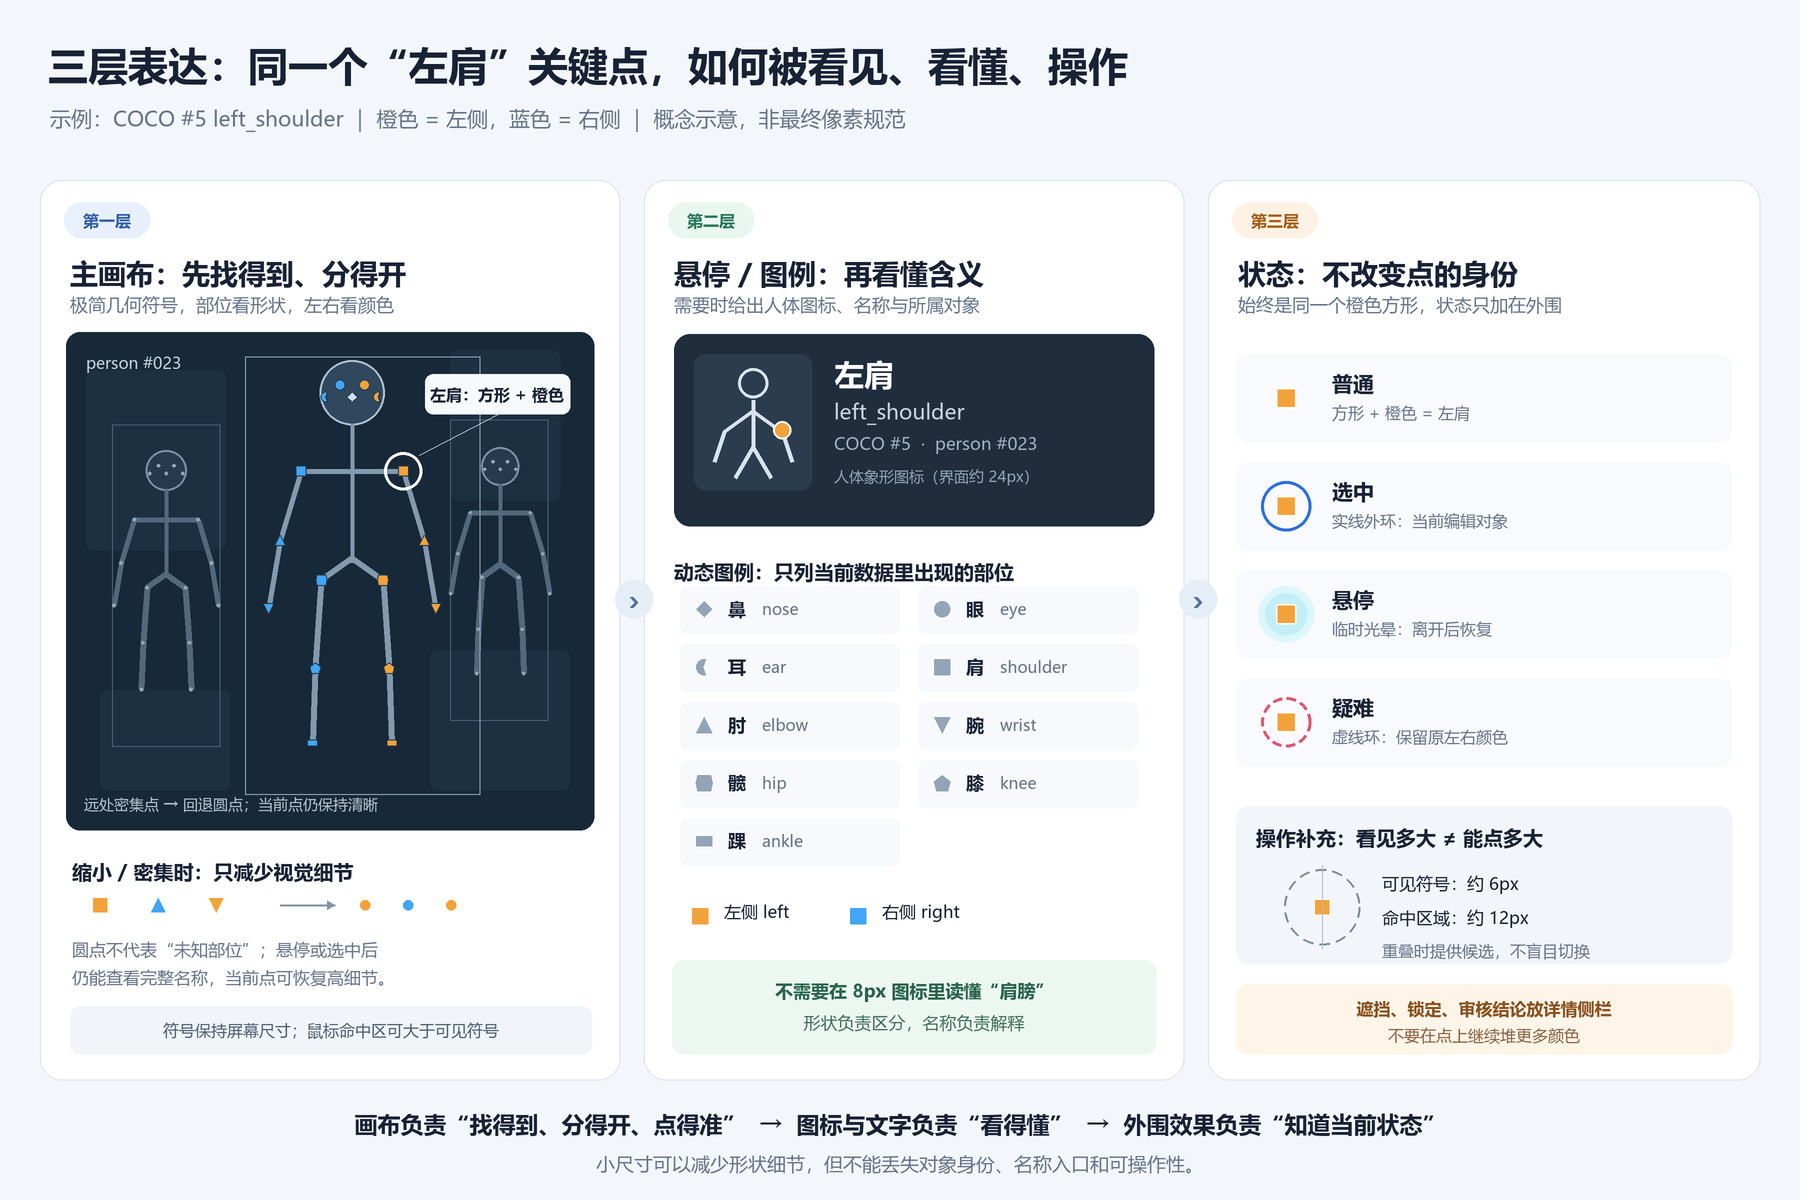 三层表达：同一个“左肩”关键点，如何被看见、看懂、操作
示例：COCO #5 left_shoulder | 橙色 = 左侧，蓝色 = 右侧 | 概念示意，非最终像素规范
第一层
主画布：先找得到、分得开
极简几何符号，部位看形状，左右看颜色
person #023
左肩：方形 + 橙色
远处密集点 → 回退圆点；当前点仍保持清晰
缩小 / 密集时：只减少视觉细节
圆点不代表“未知部位”；悬停或选中后
仍能查看完整名称，当前点可恢复高细节。
符号保持屏幕尺寸；鼠标命中区可大于可见符号
›
第二层
悬停 / 图例：再看懂含义
需要时给出人体图标、名称与所属对象
左肩
left_shoulder
COCO #5 · person #023
人体象形图标（界面约 24px）
动态图例：只列当前数据里出现的部位
鼻 nose
眼 eye
耳 ear
肩 shoulder
肘 elbow
腕 wrist
髋 hip
膝 knee
踝 ankle
左侧 left
右侧 right
不需要在 8px 图标里读懂“肩膀”
形状负责区分，名称负责解释
›
第三层
状态：不改变点的身份
始终是同一个橙色方形，状态只加在外围
普通
方形 + 橙色 = 左肩
选中
实线外环：当前编辑对象
悬停
临时光晕：离开后恢复
疑难
虚线环：保留原左右颜色
操作补充：看见多大 ≠ 能点多大
可见符号：约 6px
命中区域：约 12px
重叠时提供候选，不盲目切换
遮挡、锁定、审核结论放详情侧栏
不要在点上继续堆更多颜色
画布负责“找得到、分得开、点得准” → 图标与文字负责“看得懂” → 外围效果负责“知道当前状态”
小尺寸可以减少形状细节，但不能丢失对象身份、名称入口和可操作性。